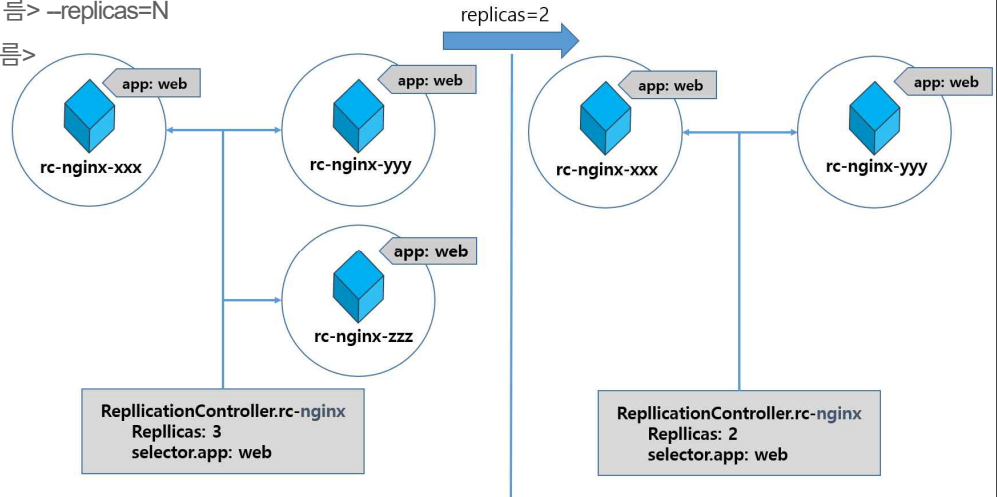 름> –replicas=N
름>
replicas=2
app: web
rc-nginx-xxx
app: web
rc-nginx-yyy
app: web
rc-nginx-zzz
RepllicationController.rc-nginx
Repllicas: 3
selector.app: web
app: web
rc-nginx-xxx
app: web
rc-nginx-yyy
RepllicationController.rc-nginx
Repllicas: 2
selector.app: web